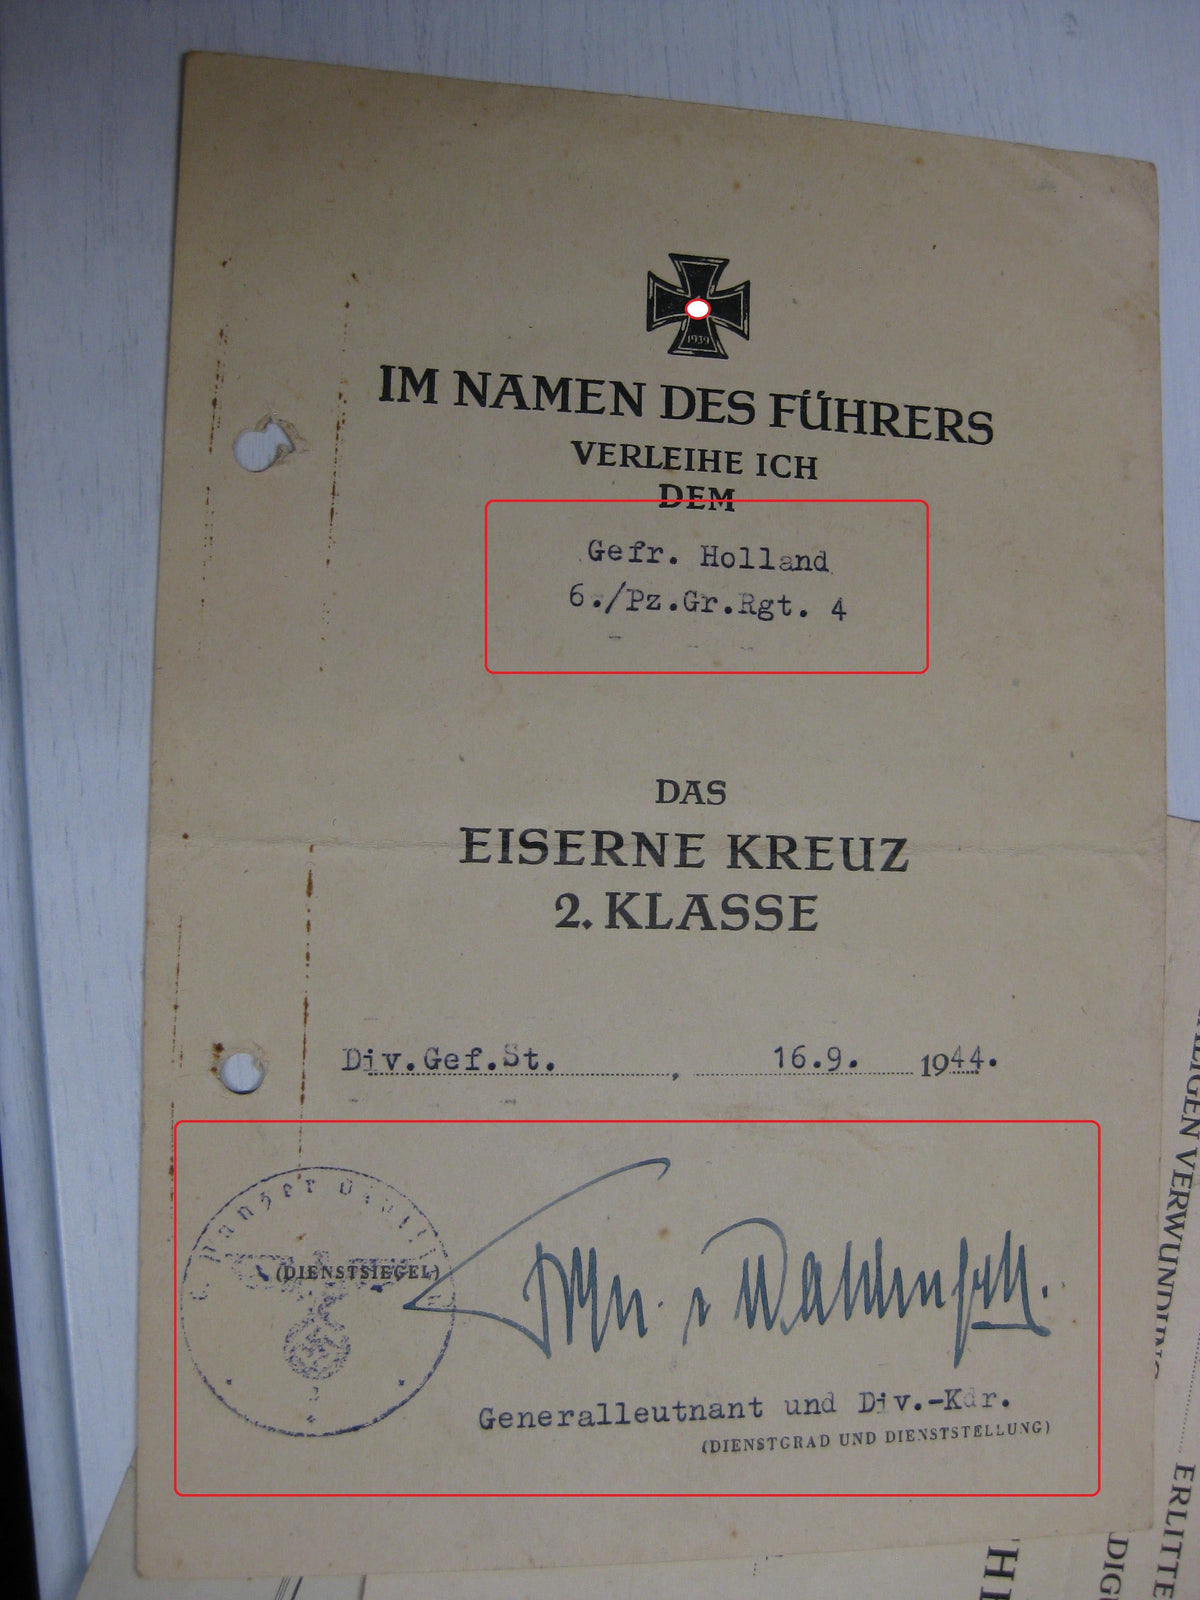 1939
IM NAMEN DES FÜHRERS
VERLEIHE ICH
DEM
Gefr. Holland
6./Pz.Gr.Rgt. 4
DAS
EISERNE KREUZ
2. KLASSE
Div.Gef.St. , 16.9. 1944.
(DIENSTSIEGEL)
Generalleutnant und Div.-Kdr.
(DIENSTGRAD UND DIENSTSTELLUNG)
VERWUNDUNG